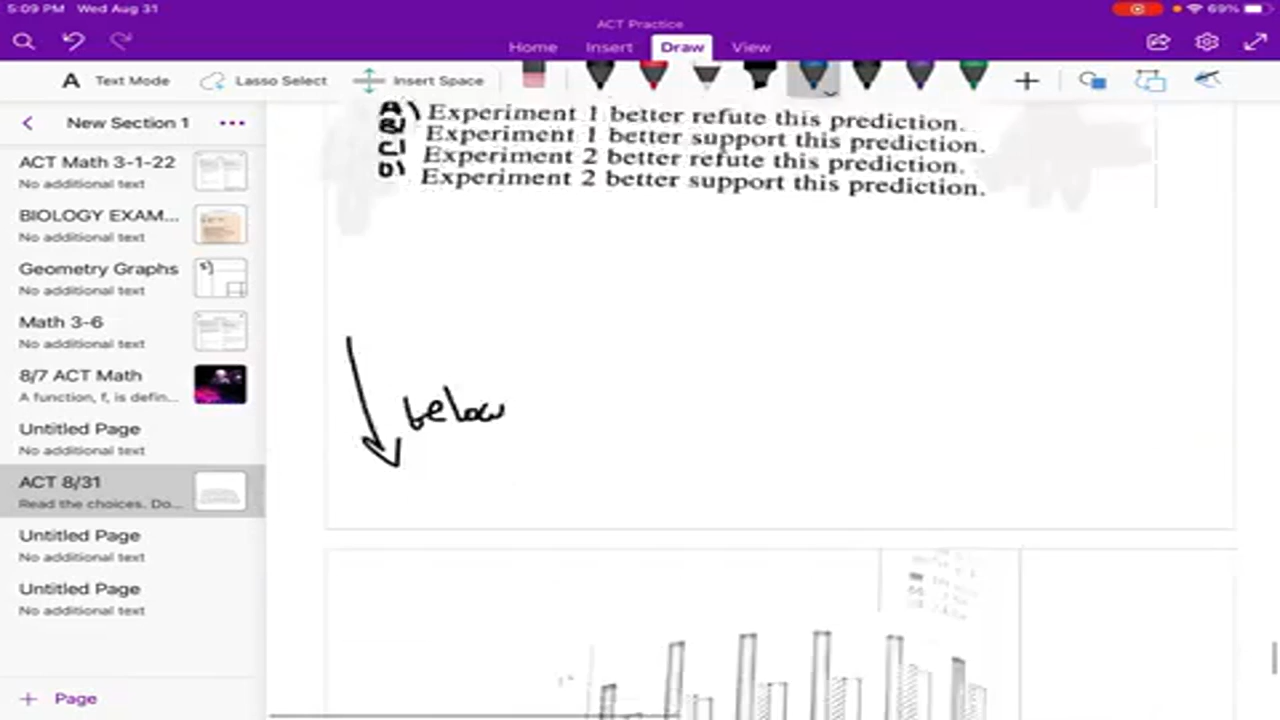 5:09 PM Wed Aug 31
69%
ACT Practice
Home Insert Draw View
A Text Mode Lasso Select Insert Space
New Section 1
ACT Math 3-1-22
No additional text
BIOLOGY EXAM...
No additional text
Geometry Graphs
No additional text
Math 3-6
No additional text
8/7 ACT Math
A function, f, is defin...
Untitled Page
No additional text
ACT 8/31
Read the choices. Do...
Untitled Page
No additional text
Untitled Page
No additional text
+ Page
A) Experiment 1 better refute this prediction.
B) Experiment 1 better support this prediction.
C) Experiment 2 better refute this prediction.
D) Experiment 2 better support this prediction.
below